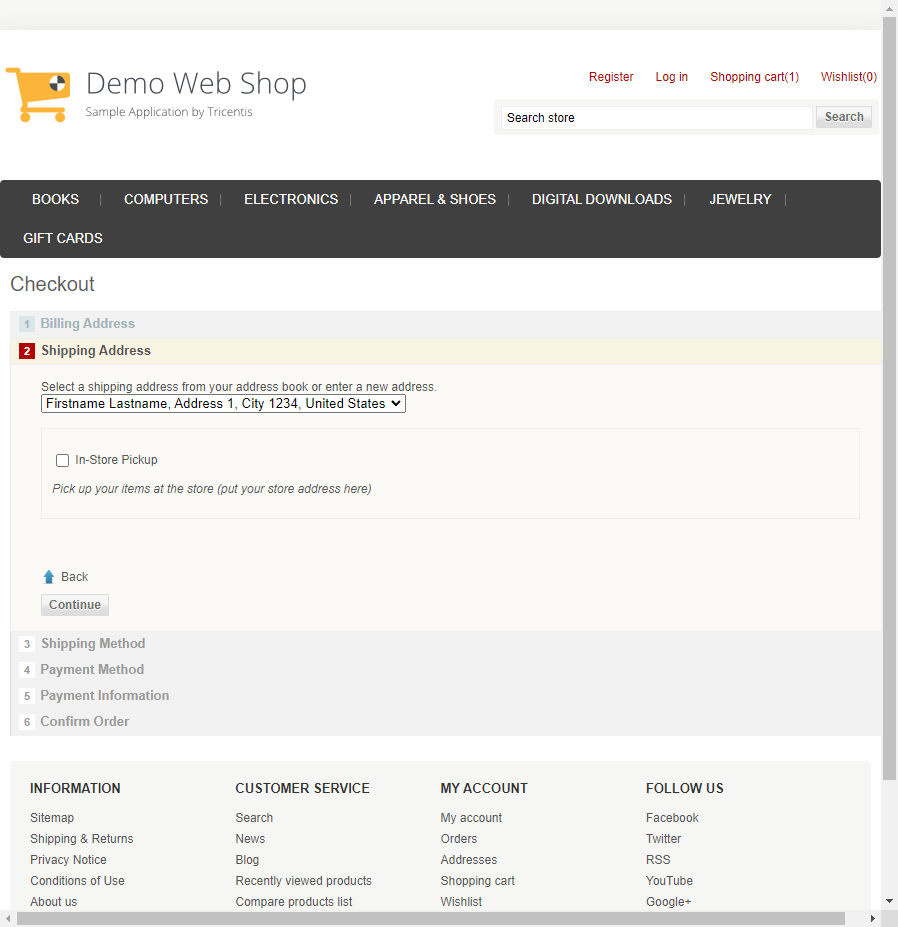 Demo Web Shop
Sample Application by Tricentis
Register Log in Shopping cart(1) Wishlist(0)
Search store Search
BOOKS | COMPUTERS | ELECTRONICS | APPAREL & SHOES | DIGITAL DOWNLOADS | JEWELRY |
GIFT CARDS
Checkout
1 Billing Address
2 Shipping Address
Select a shipping address from your address book or enter a new address.
Firstname Lastname, Address 1, City 1234, United States
In-Store Pickup
Pick up your items at the store (put your store address here)
Back
Continue
3 Shipping Method
4 Payment Method
5 Payment Information
6 Confirm Order
INFORMATION CUSTOMER SERVICE MY ACCOUNT FOLLOW US
Sitemap Search My account Facebook
Shipping & Returns News Orders Twitter
Privacy Notice Blog Addresses RSS
Conditions of Use Recently viewed products Shopping cart YouTube
About us Compare products list Wishlist Google+